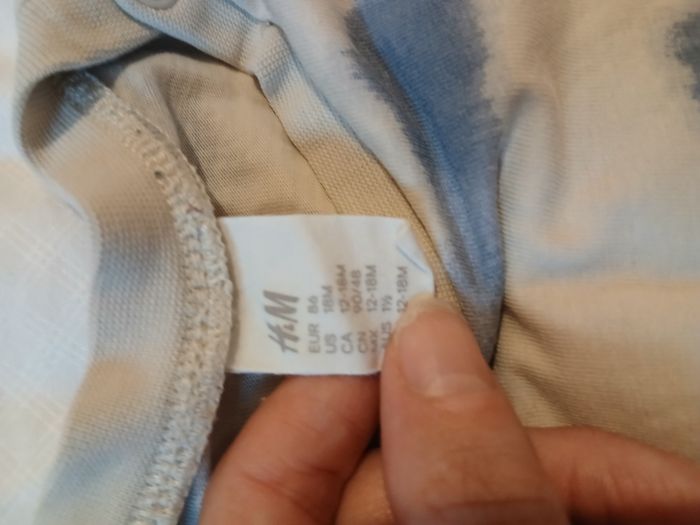 H&M
EUR 86
US 18M
CA 12-18M
CN 90/48
MX 12-18M
AUS 1½
12-18M